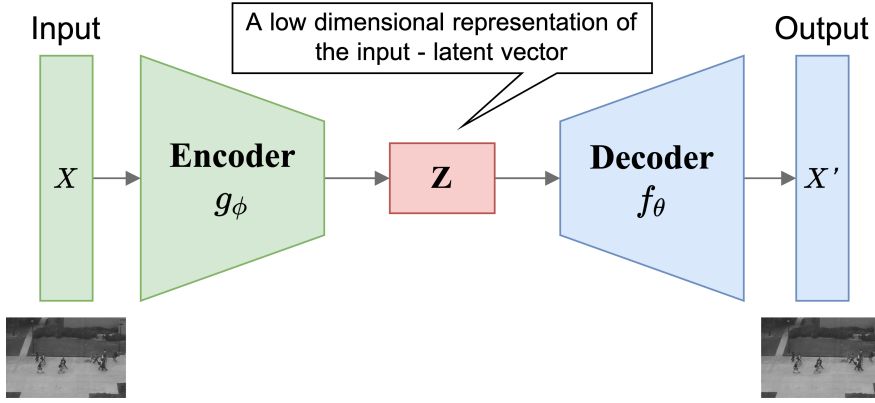 Input
A low dimensional representation of
the input - latent vector
Output
X
Encoder
gϕ
Z
Decoder
fθ
X'